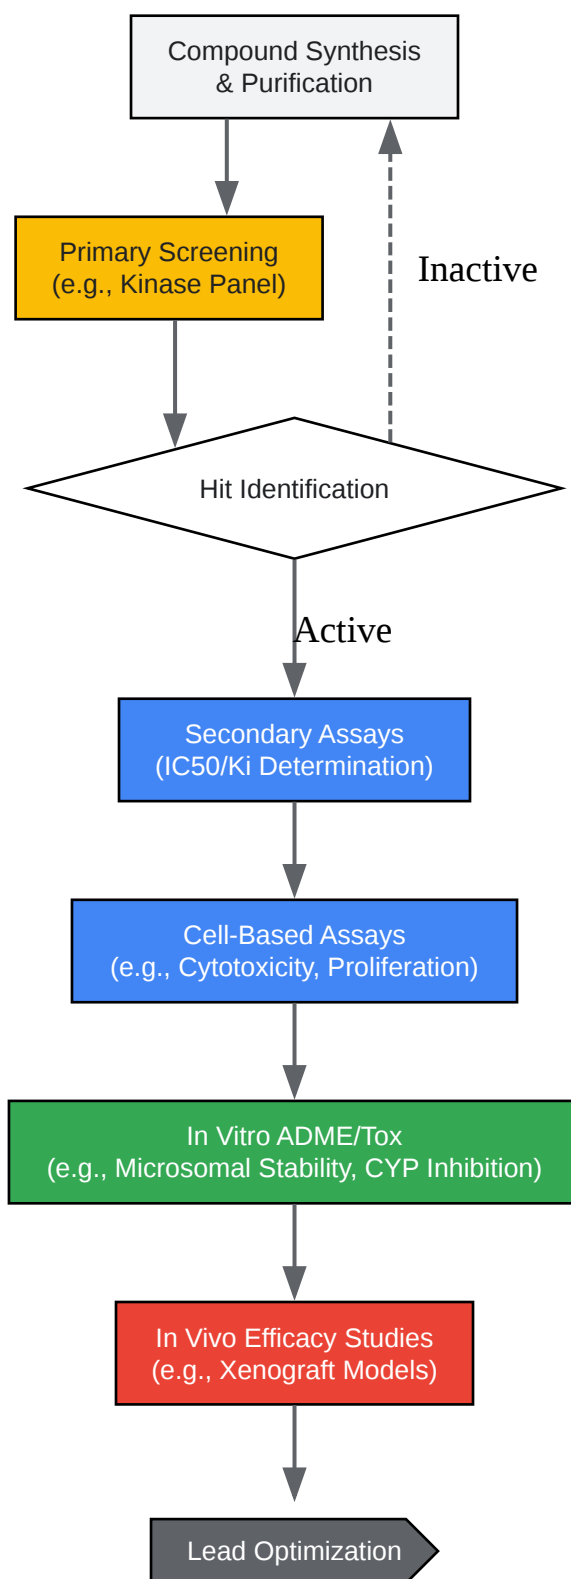 Compound Synthesis
& Purification
Primary Screening
(e.g., Kinase Panel)
Inactive
Hit Identification
Active
Secondary Assays
(IC50/Ki Determination)
Cell-Based Assays
(e.g., Cytotoxicity, Proliferation)
In Vitro ADME/Tox
(e.g., Microsomal Stability, CYP Inhibition)
In Vivo Efficacy Studies
(e.g., Xenograft Models)
Lead Optimization